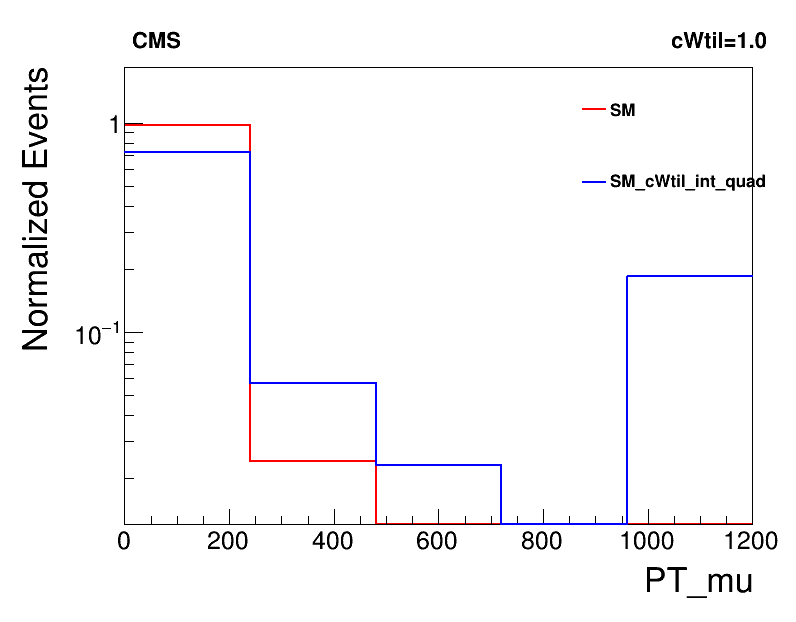 CMS
cWtil=1.0
Normalized Events
SM
SM_cWtil_int_quad
1
10⁻¹
0 200 400 600 800 1000 1200
PT_mu